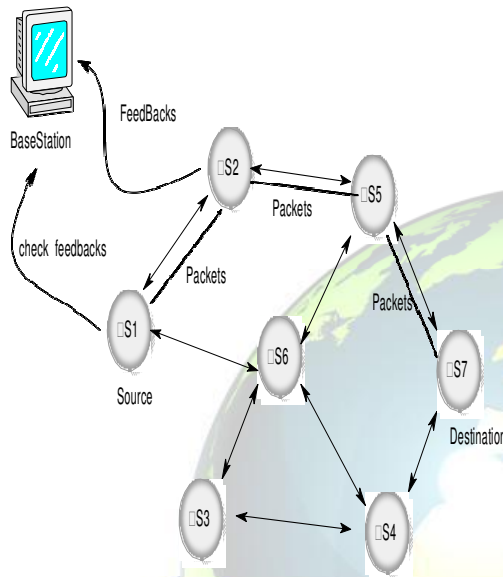 FeedBacks
BaseStation
□S2
□S5
Packets
check feedbacks
Packets
Packets
□S1
□S6
□S7
Source
Destination
□S3
□S4